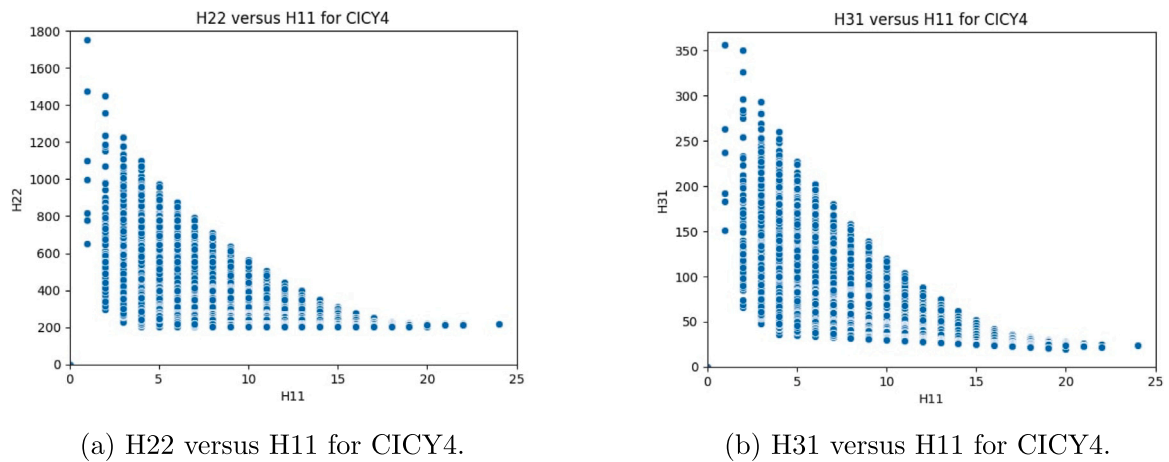 H22 versus H11 for CICY4
1800
1600
1400
1200
1000
800
600
400
200
0
H22
0 5 10 15 20 25
H11
(a) H22 versus H11 for CICY4.
H31 versus H11 for CICY4
350
300
250
200
150
100
50
0
H31
0 5 10 15 20 25
H11
(b) H31 versus H11 for CICY4.